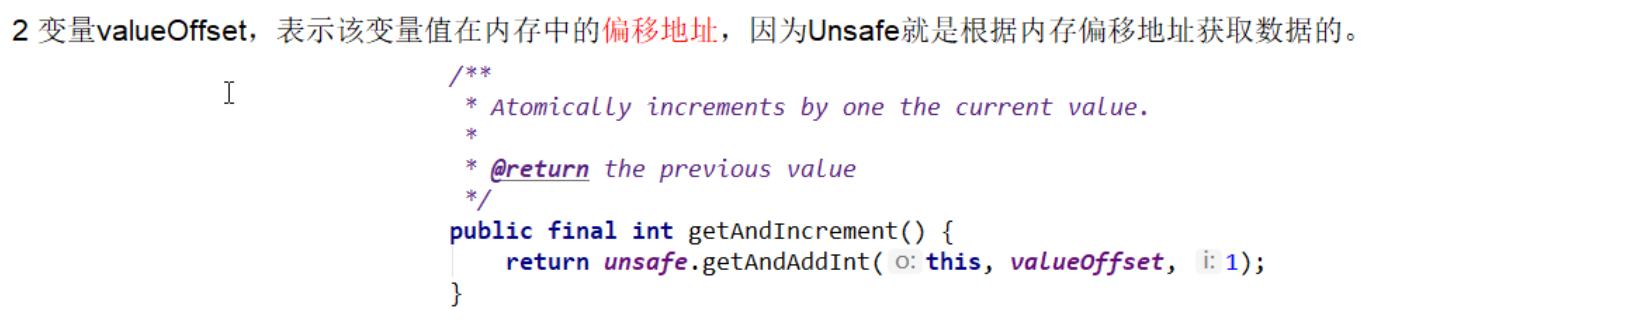 2 变量valueOffset，表示该变量值在内存中的偏移地址，因为Unsafe就是根据内存偏移地址获取数据的。
/**
 * Atomically increments by one the current value.
 *
 * @return the previous value
 */
public final int getAndIncrement() {
    return unsafe.getAndAddInt( o: this, valueOffset, i: 1);
}